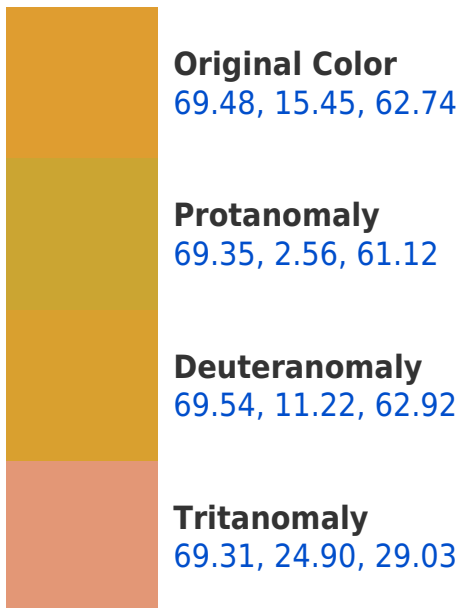 Original Color
69.48, 15.45, 62.74
Protanomaly
69.35, 2.56, 61.12
Deuteranomaly
69.54, 11.22, 62.92
Tritanomaly
69.31, 24.90, 29.03